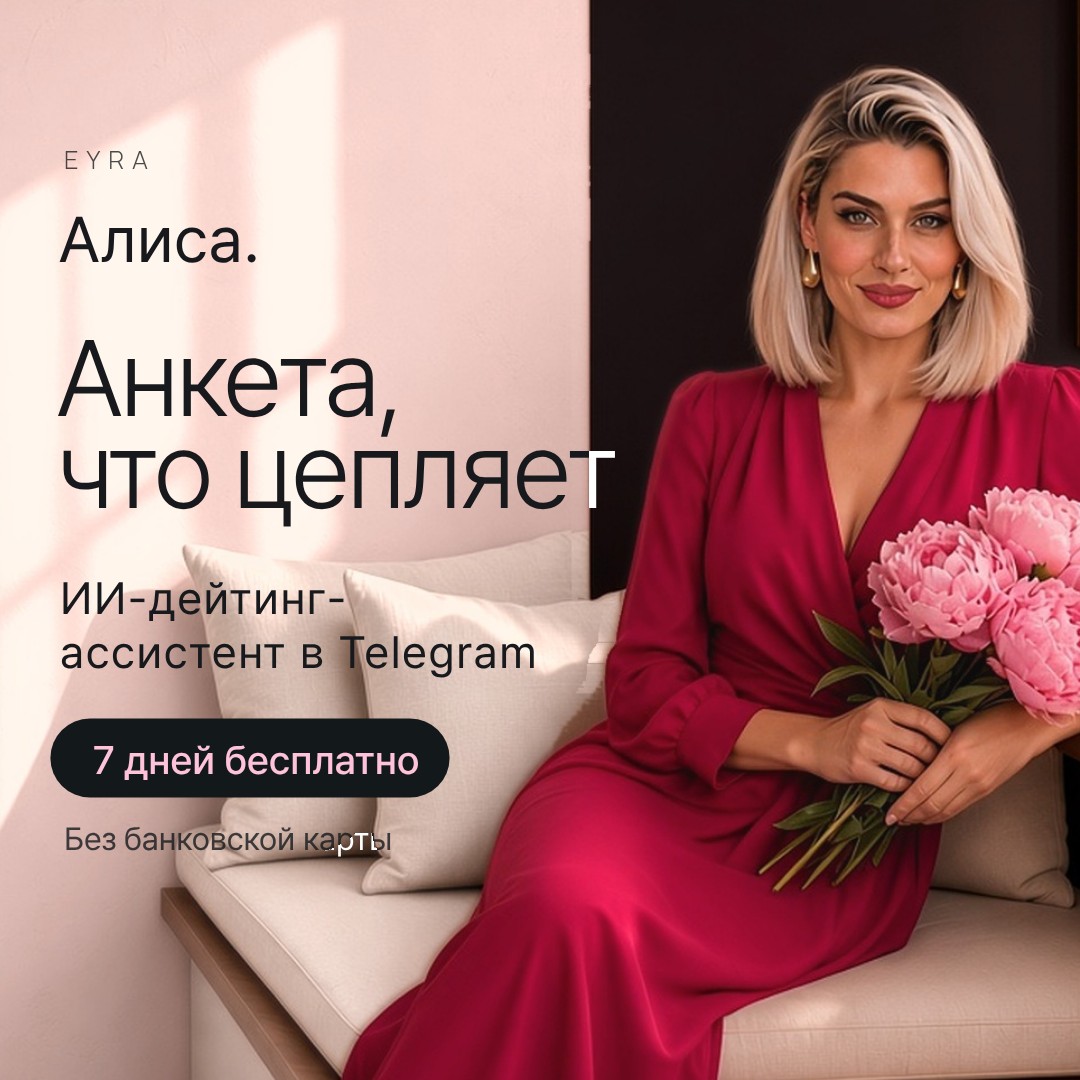 EYRA
Алиса.
Анкета,
что цепляет
ИИ-дейтинг-
ассистент в Telegram
7 дней бесплатно
Без банковской карты